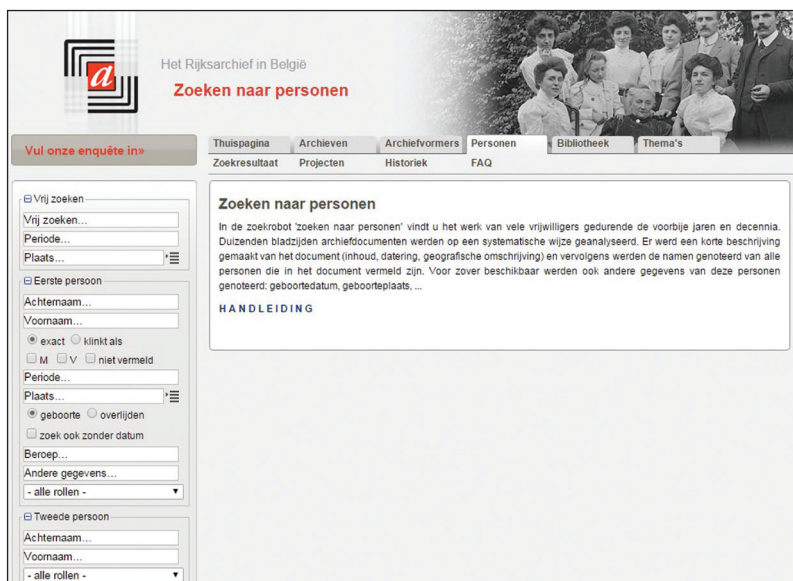 a
Het Rijksarchief in België
Zoeken naar personen
Vul onze enquête in»
Thuispagina Archieven Archiefvormers Personen Bibliotheek Thema's
Zoekresultaat Projecten Historiek FAQ
Vrij zoeken
Vrij zoeken...
Periode...
Plaats...
Eerste persoon
Achternaam...
Voornaam...
exact klinkt als
M V niet vermeld
Periode...
Plaats...
geboorte overlijden
zoek ook zonder datum
Beroep...
Andere gegevens...
- alle rollen -
Tweede persoon
Achternaam...
Voornaam...
- alle rollen -
Zoeken naar personen
In de zoekrobot 'zoeken naar personen' vindt u het werk van vele vrijwilligers gedurende de voorbije jaren en decennia.
Duizenden bladzijden archiefdocumenten werden op een systematische wijze geanalyseerd. Er werd een korte beschrijving
gemaakt van het document (inhoud, datering, geografische omschrijving) en vervolgens werden de namen genoteerd van alle
personen die in het document vermeld zijn. Voor zover beschikbaar werden ook andere gegevens van deze personen
genoteerd: geboortedatum, geboorteplaats, ...
HANDLEIDING